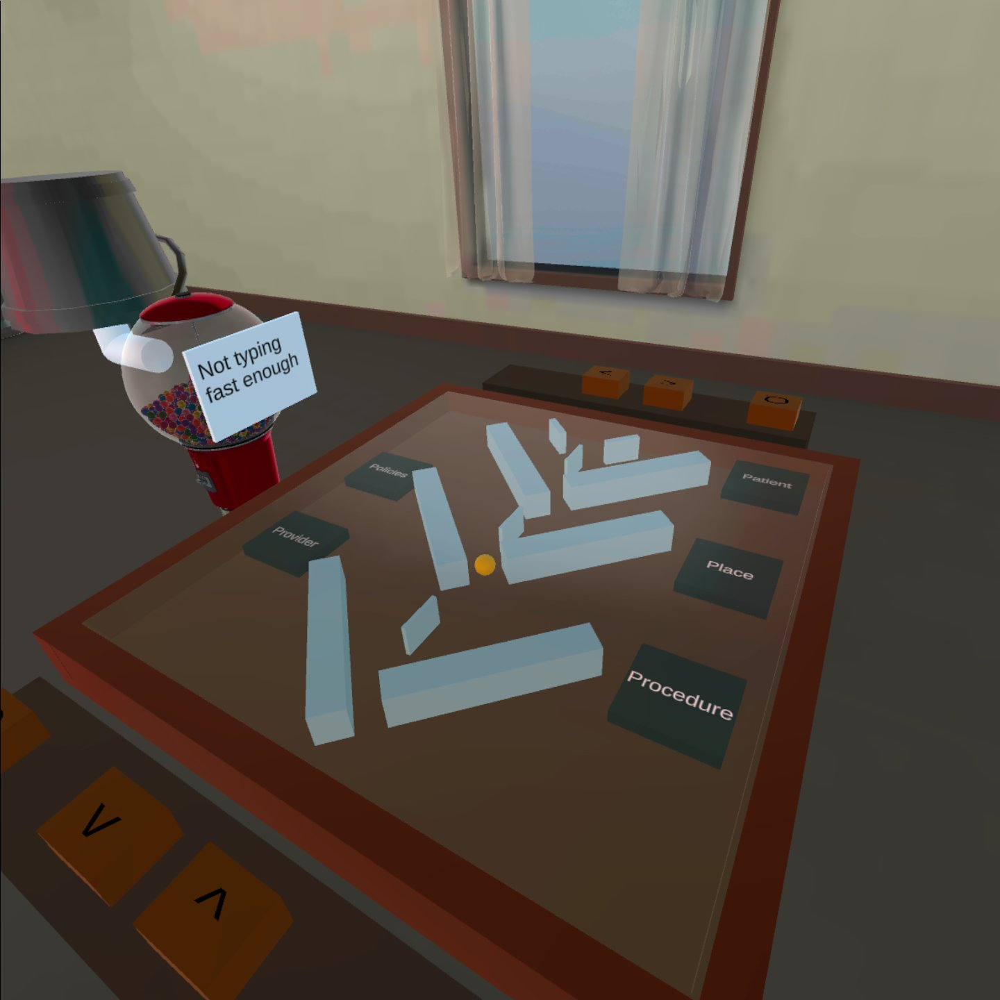 Not typing
fast enough
Policies
Patient
Provider
Place
Procedure